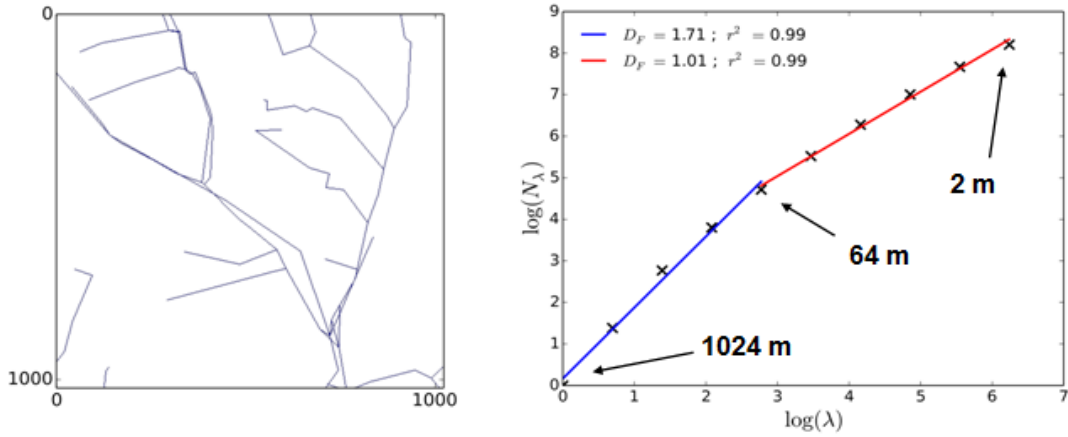 0
1000
0
1000
9
8
7
6
5
4
3
2
1
0
log(N_λ)
D_F = 1.71 ; r² = 0.99
D_F = 1.01 ; r² = 0.99
2 m
64 m
1024 m
0 1 2 3 4 5 6 7
log(λ)